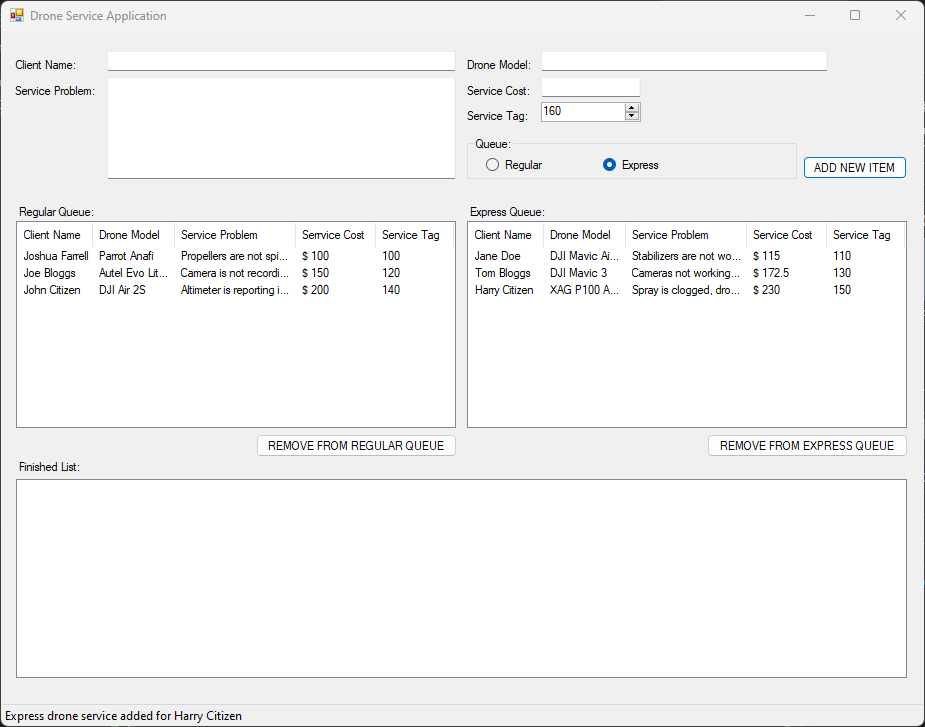 Drone Service Application
Client Name:
Drone Model:
Service Problem:
Service Cost:
Service Tag: 160
Queue:
Regular Express
ADD NEW ITEM
Regular Queue:
Client Name Drone Model Service Problem Serrvice Cost Service Tag
Joshua Farrell Parrot Anafi Propellers are not spi... $ 100 100
Joe Bloggs Autel Evo Lit... Camera is not recordi... $ 150 120
John Citizen DJI Air 2S Altimeter is reporting i... $ 200 140
REMOVE FROM REGULAR QUEUE
Express Queue:
Client Name Drone Model Service Problem Service Cost Service Tag
Jane Doe DJI Mavic Ai... Stabilizers are not wo... $ 115 110
Tom Bloggs DJI Mavic 3 Cameras not working... $ 172.5 130
Harry Citizen XAG P100 A... Spray is clogged, dro... $ 230 150
REMOVE FROM EXPRESS QUEUE
Finished List:
Express drone service added for Harry Citizen